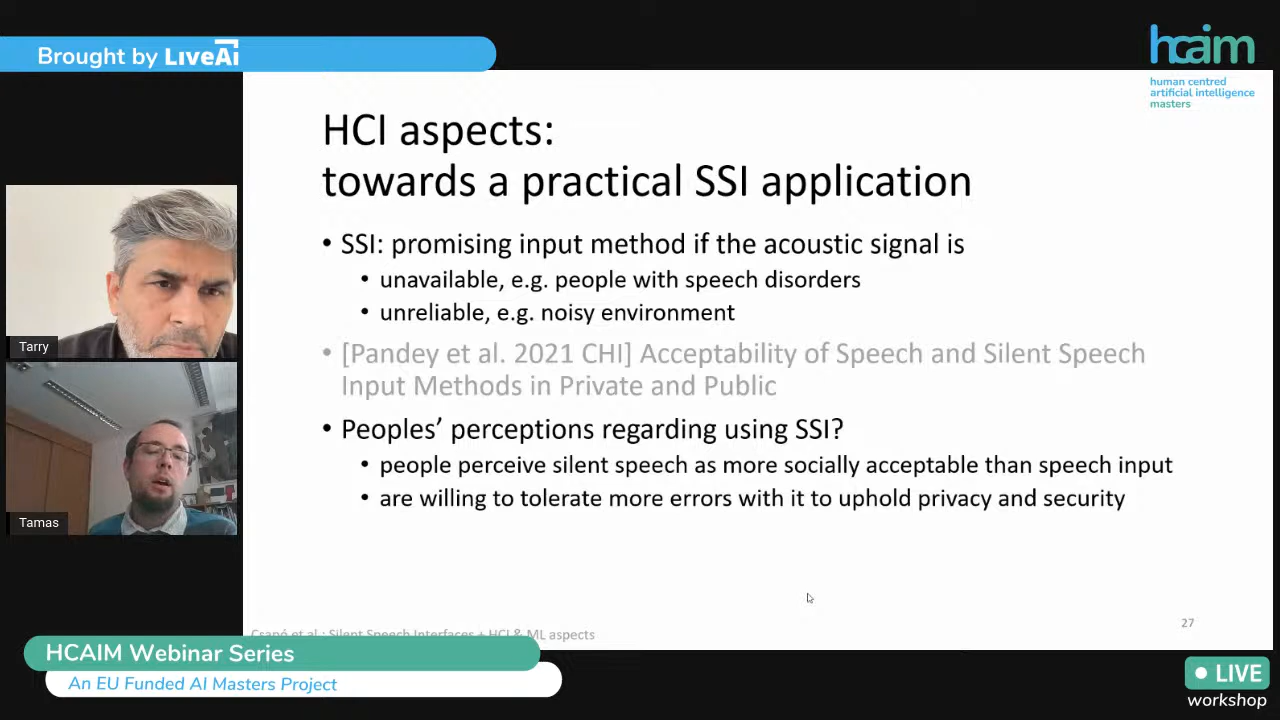 Brought by LiveAi
hcaim
human centred
artificial intelligence
masters
HCI aspects:
towards a practical SSI application
• SSI: promising input method if the acoustic signal is
• unavailable, e.g. people with speech disorders
• unreliable, e.g. noisy environment
• [Pandey et al. 2021 CHI] Acceptability of Speech and Silent Speech
Input Methods in Private and Public
• Peoples’ perceptions regarding using SSI?
• people perceive silent speech as more socially acceptable than speech input
• are willing to tolerate more errors with it to uphold privacy and security
Tarry
Tamas
Csapó et al.: Silent Speech Interfaces + HCI & ML aspects
27
HCAIM Webinar Series
An EU Funded AI Masters Project
LIVE
workshop